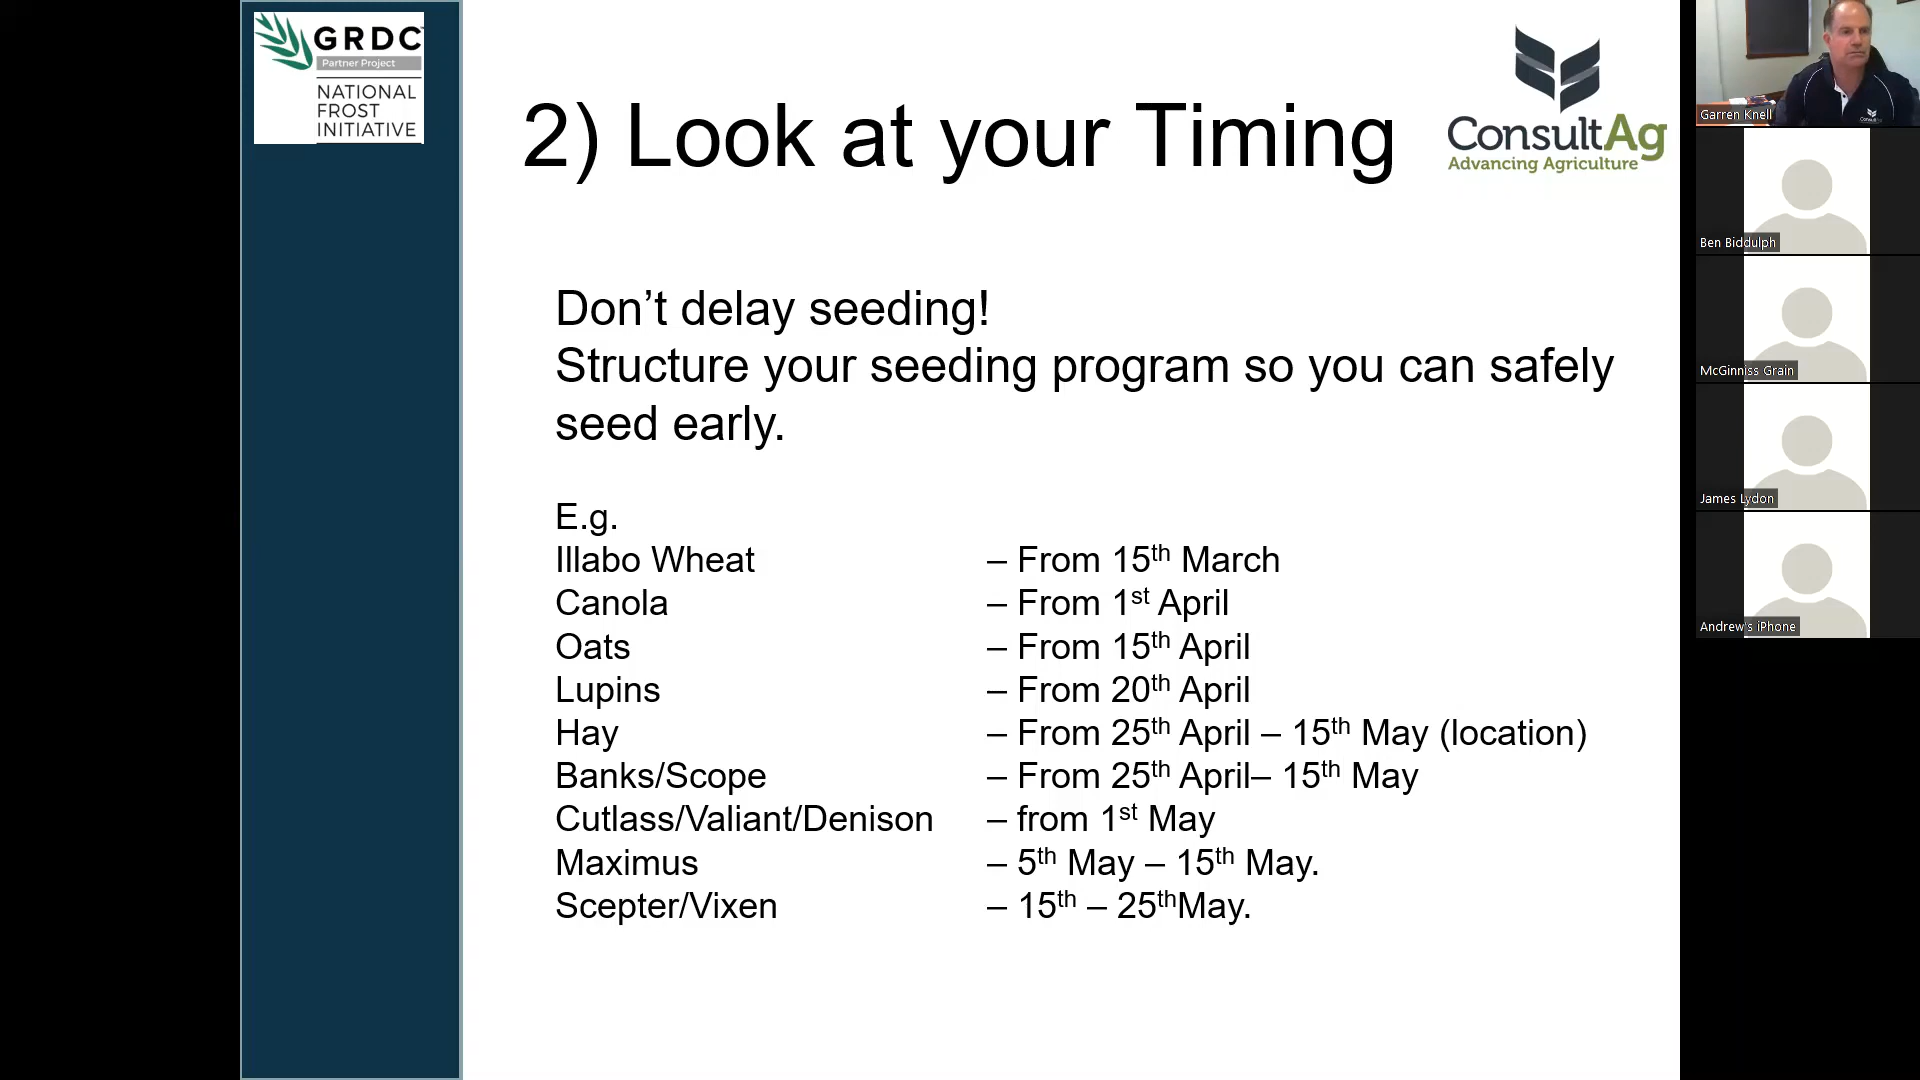 GRDC
Partner Project
NATIONAL
FROST
INITIATIVE
2) Look at your Timing
ConsultAg
Advancing Agriculture
Don’t delay seeding!
Structure your seeding program so you can safely
seed early.
E.g.
Illabo Wheat – From 15th March
Canola – From 1st April
Oats – From 15th April
Lupins – From 20th April
Hay – From 25th April – 15th May (location)
Banks/Scope – From 25th April– 15th May
Cutlass/Valiant/Denison – from 1st May
Maximus – 5th May – 15th May.
Scepter/Vixen – 15th – 25thMay.
Garren Knell
Ben Biddulph
McGinniss Grain
James Lydon
Andrew's iPhone